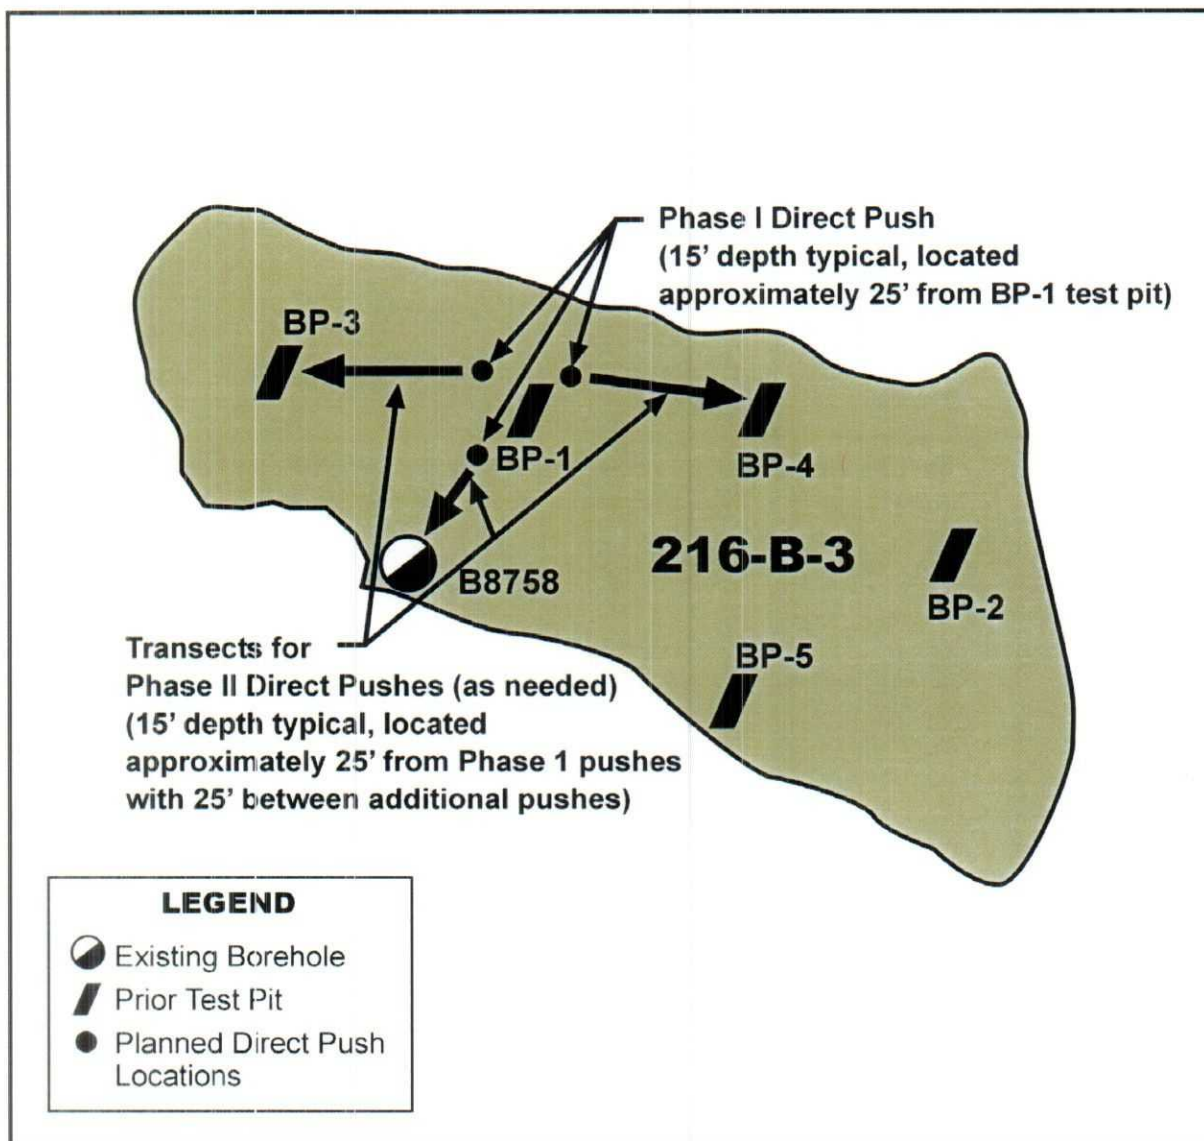 Phase I Direct Push
(15' depth typical, located
approximately 25' from BP-1 test pit)
BP-3
BP-1
BP-4
216-B-3
B8758
BP-2
BP-5
Transects for
Phase II Direct Pushes (as needed)
(15' depth typical, located
approximately 25' from Phase 1 pushes
with 25' between additional pushes)
LEGEND
Existing Borehole
Prior Test Pit
Planned Direct Push
Locations